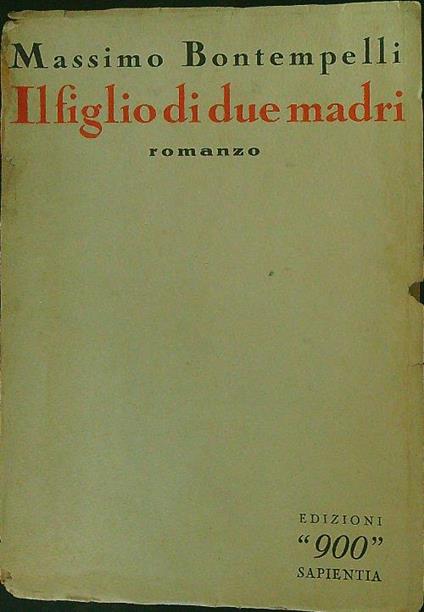 Massimo Bontempelli
Il figlio di due madri
romanzo
EDIZIONI
"900"
SAPIENTIA